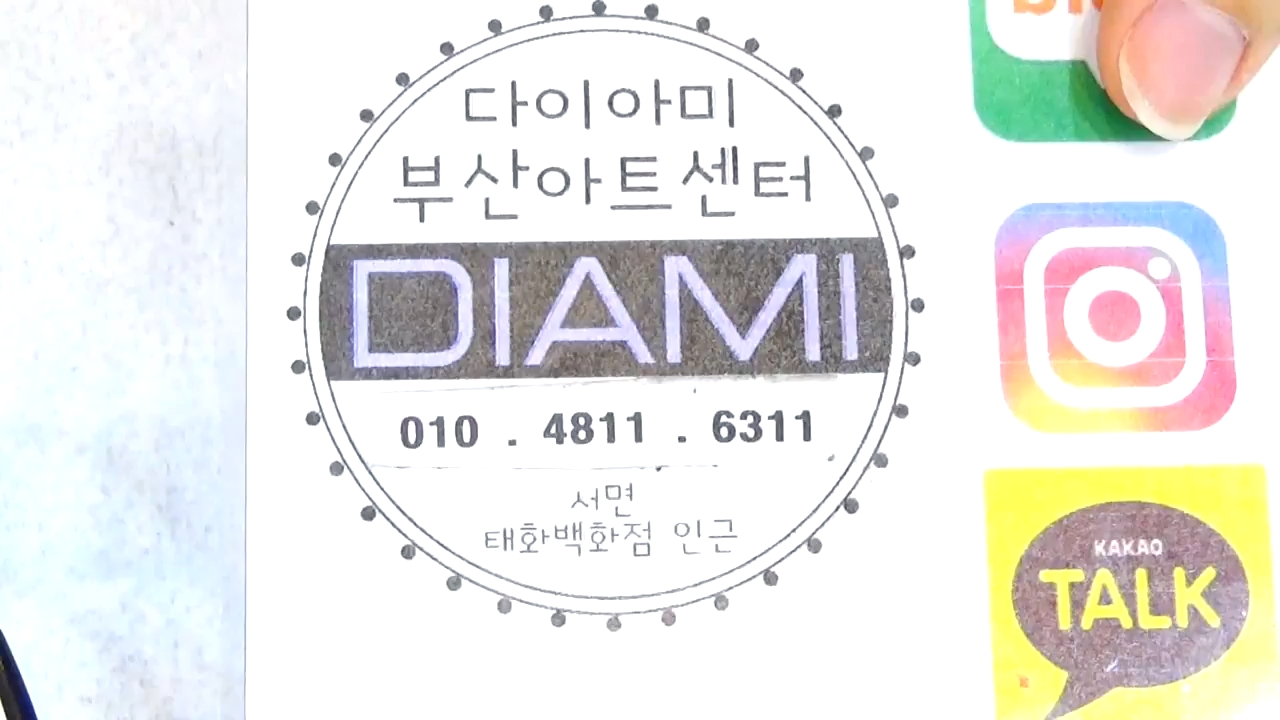 다이아미
부산아트센터
DIAMI
010 . 4811 . 6311
서면
태화백화점 인근
KAKAO
TALK